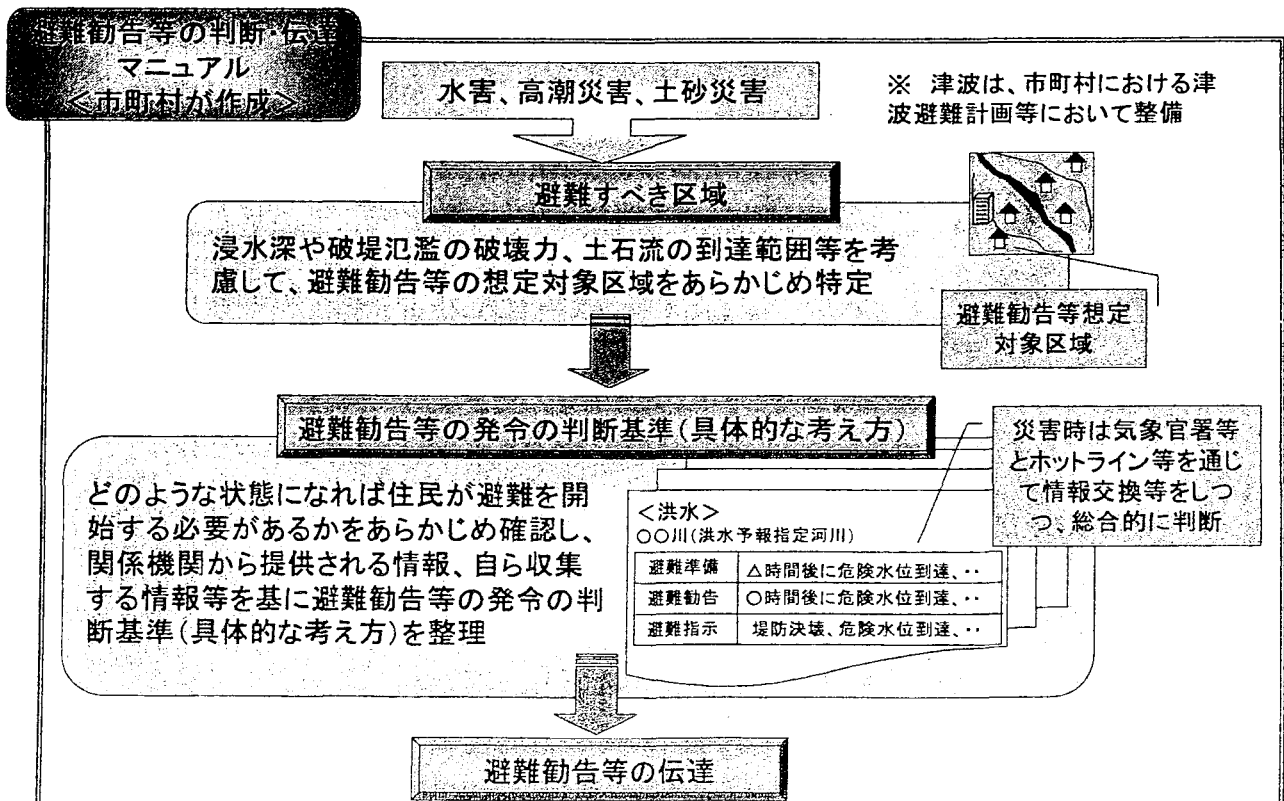 避難勧告等の判断・伝達
マニュアル
<市町村が作成>
水害、高潮災害、土砂災害
※ 津波は、市町村における津
波避難計画等において整備
避難すべき区域
浸水深や破堤氾濫の破壊力、土石流の到達範囲等を考
慮して、避難勧告等の想定対象区域をあらかじめ特定
避難勧告等想定
対象区域
避難勧告等の発令の判断基準(具体的な考え方)
災害時は気象官署等
とホットライン等を通じ
て情報交換等をしつ
つ、総合的に判断
どのような状態になれば住民が避難を開
始する必要があるかをあらかじめ確認し、
関係機関から提供される情報、自ら収集
する情報等を基に避難勧告等の発令の判
断基準(具体的な考え方)を整理
<洪水>
○○川(洪水予報指定河川)
避難準備 △時間後に危険水位到達、‥
避難勧告 ○時間後に危険水位到達、‥
避難指示 堤防決壊、危険水位到達、‥
避難勧告等の伝達